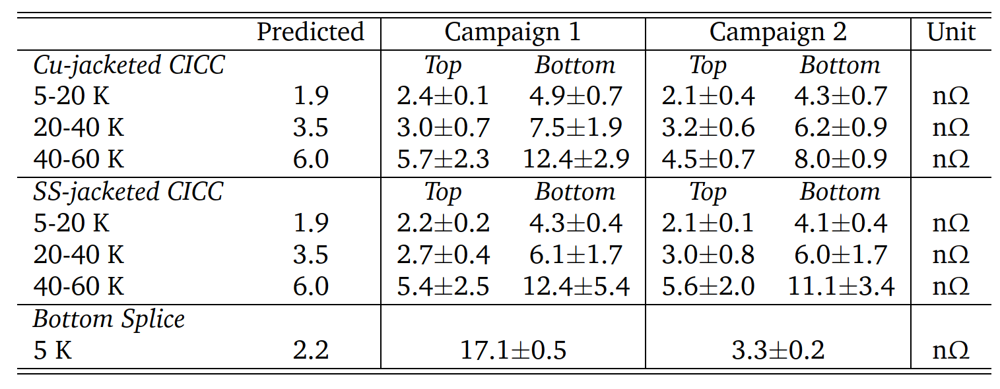 Predicted Campaign 1 Campaign 2 Unit
Cu-jacketed CICC Top Bottom Top Bottom
5-20 K 1.9 2.4±0.1 4.9±0.7 2.1±0.4 4.3±0.7 nΩ
20-40 K 3.5 3.0±0.7 7.5±1.9 3.2±0.6 6.2±0.9 nΩ
40-60 K 6.0 5.7±2.3 12.4±2.9 4.5±0.7 8.0±0.9 nΩ
SS-jacketed CICC Top Bottom Top Bottom
5-20 K 1.9 2.2±0.2 4.3±0.4 2.1±0.1 4.1±0.4 nΩ
20-40 K 3.5 2.7±0.4 6.1±1.7 3.0±0.8 6.0±1.7 nΩ
40-60 K 6.0 5.4±2.5 12.4±5.4 5.6±2.0 11.1±3.4 nΩ
Bottom Splice
5 K 2.2 17.1±0.5 3.3±0.2 nΩ